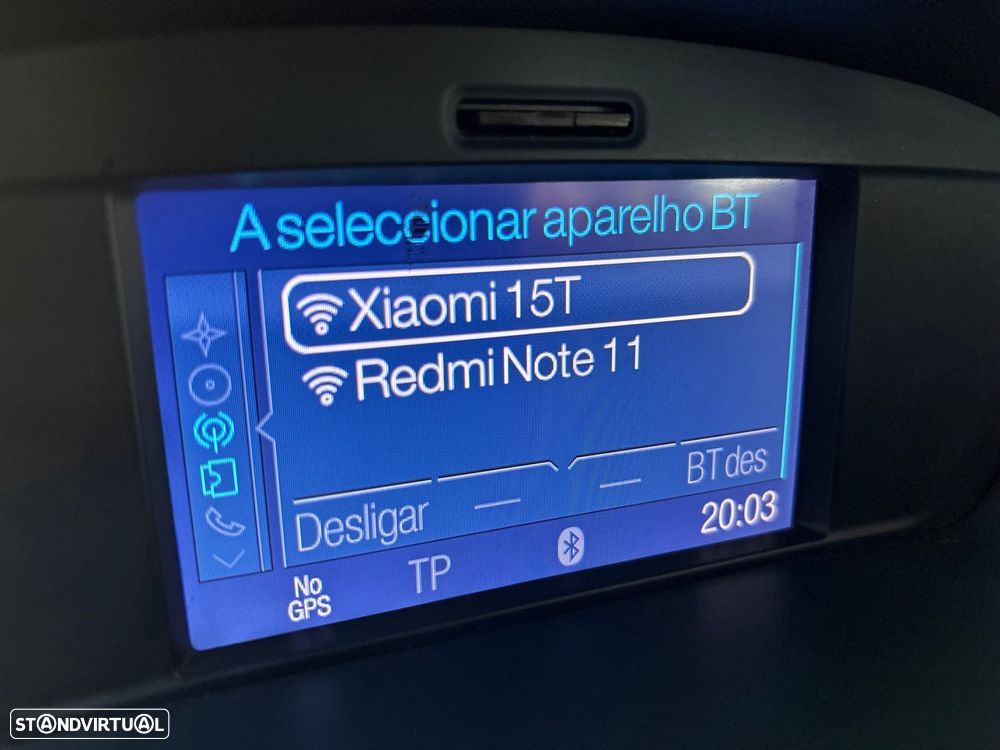 A seleccionar aparelho BT
Xiaomi 15T
Redmi Note 11
Desligar — — BT des
No GPS TP 20:03
STANDVIRTUAL